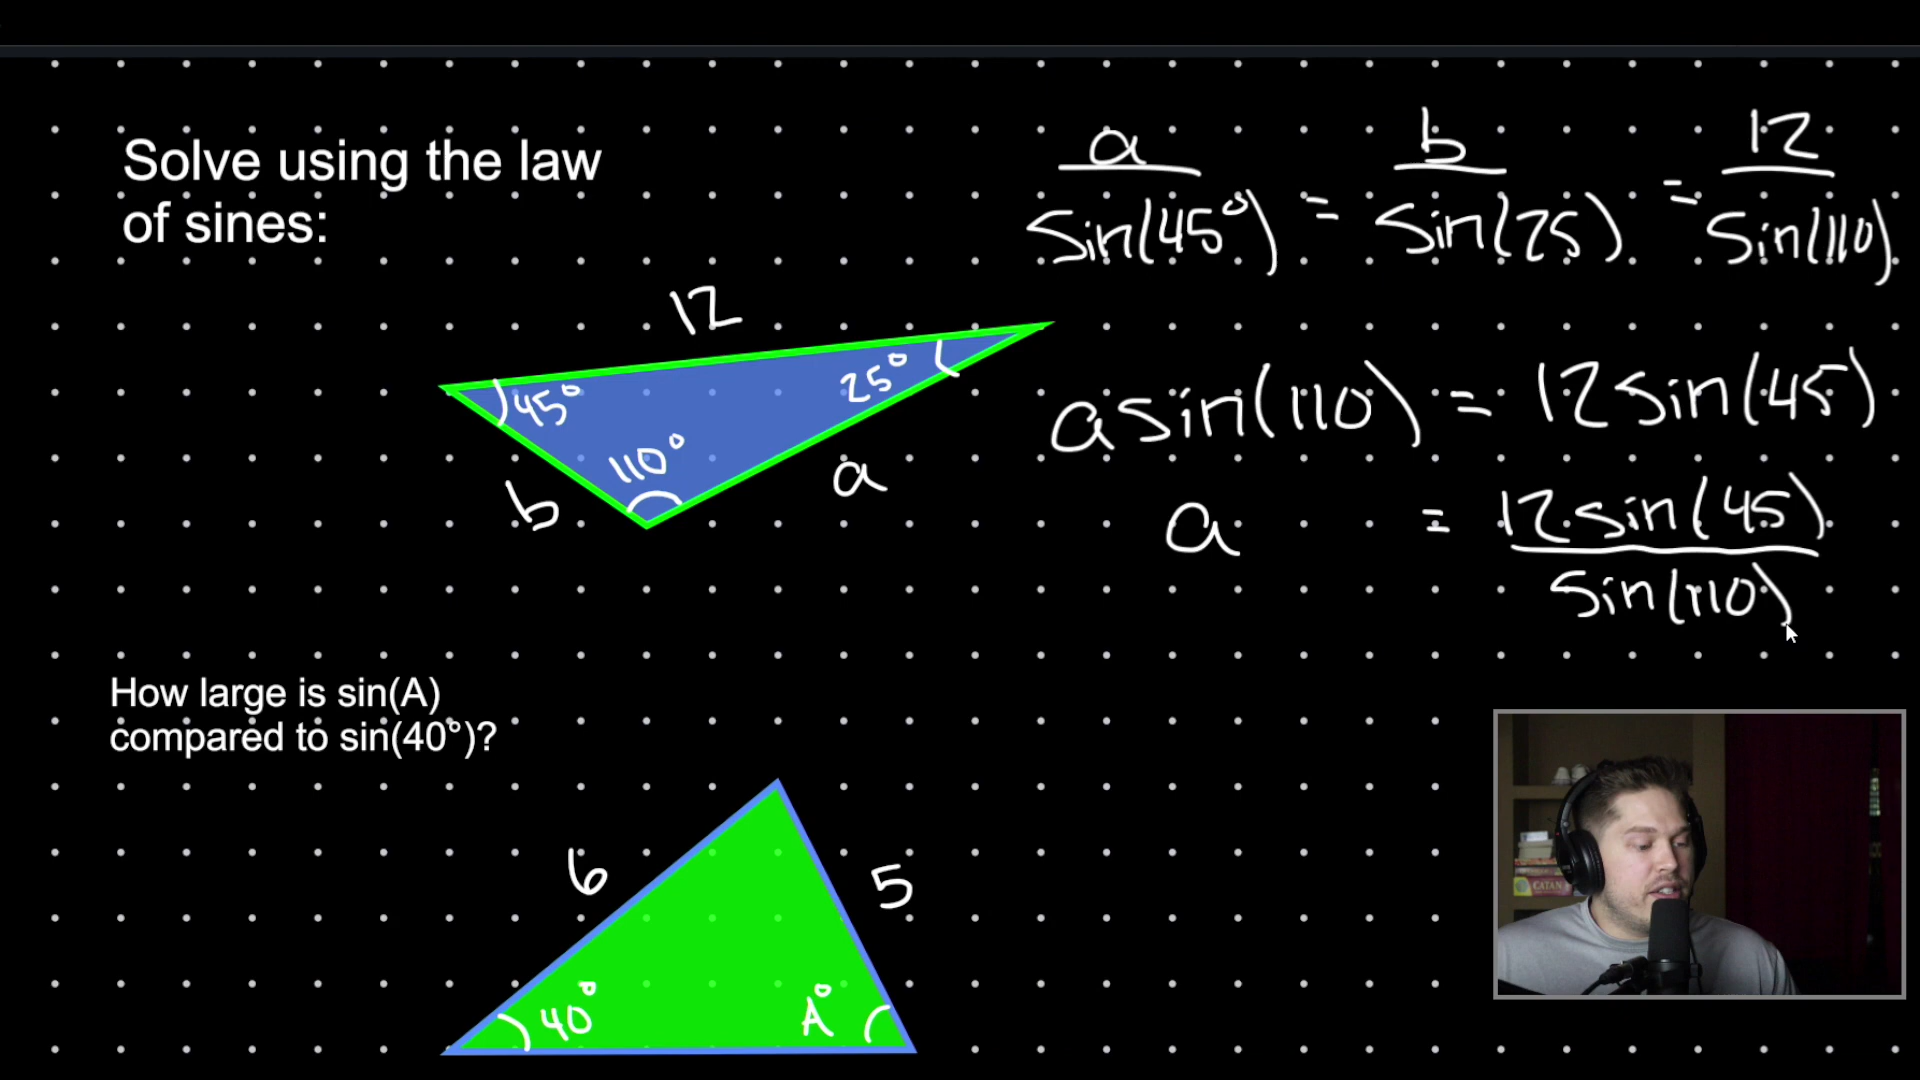 Solve using the law
of sines:
a/sin(45°) = b/sin(25) = 12/sin(110)
12
45°
25°
110°
b
a
a sin(110) = 12 sin(45)
a = 12 sin(45)/sin(110)
How large is sin(A)
compared to sin(40°)?
6
5
40°
A°
CATAN